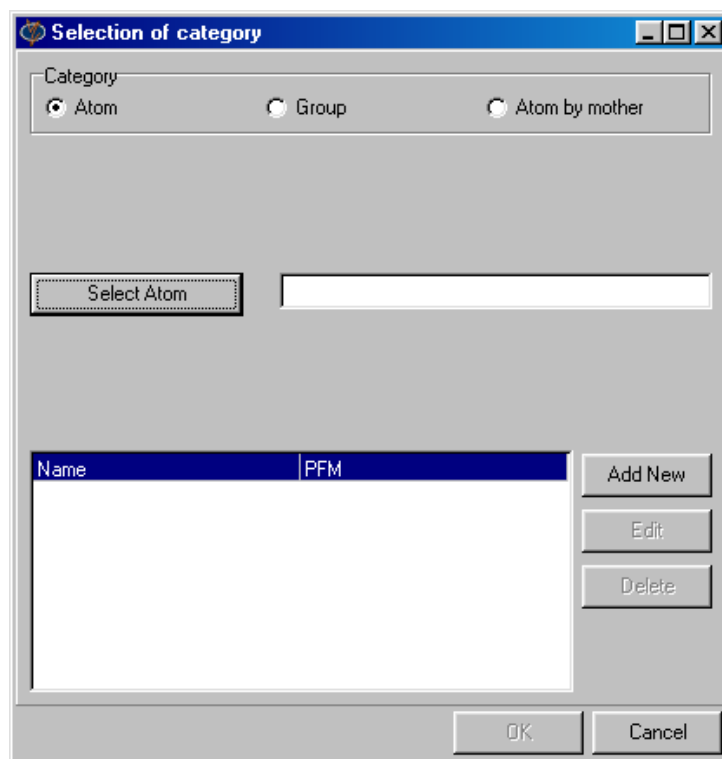 Selection of category
Category
Atom Group Atom by mother
Select Atom
Name PFM
Add New
Edit
Delete
OK Cancel